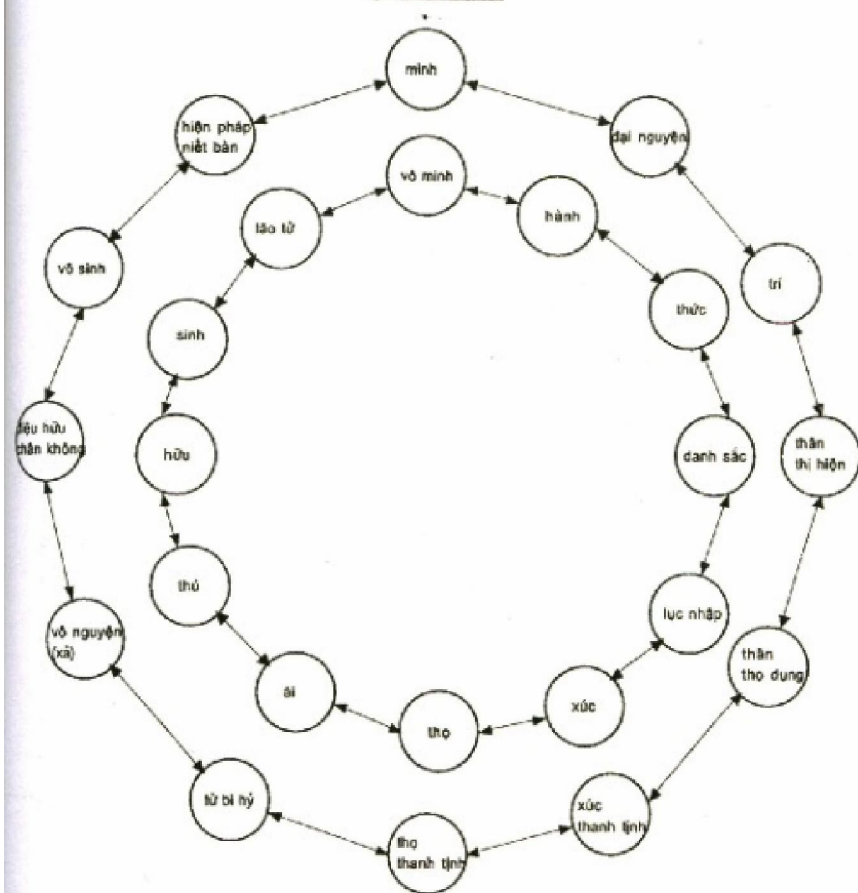 minh
đại nguyện
trí
thân
thị hiện
thân
thọ dụng
xúc
thanh tịnh
thọ
thanh tịnh
từ bi hỷ
vô nguyện
(xả)
diệu hữu
chân không
vô sinh
hiện pháp
niết bàn
vô minh
hành
thức
danh sắc
lục nhập
xúc
thọ
ái
thủ
hữu
sinh
lão tử